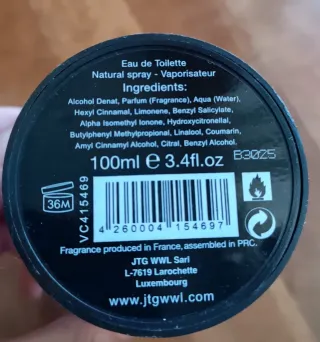 Eau de Toilette
Natural spray - Vaporisateur
Ingredients:
Alcohol Denat, Parfum (Fragrance), Aqua (Water),
Hexyl Cinnamal, Limonene, Benzyl Salicylate,
Alpha Isomethyl Ionone, Hydroxycitronellal,
Butylphenyl Methylpropional, Linalool, Coumarin,
Amyl Cinnamyl Alcohol, Citral, Benzyl Alcohol.
100ml e 3.4fl.oz
B3025
36M
VC415469
4 260004 154697
Fragrance produced in France, assembled in PRC.
JTG WWL Sarl
L-7619 Larochette
Luxembourg
www.jtgwwl.com